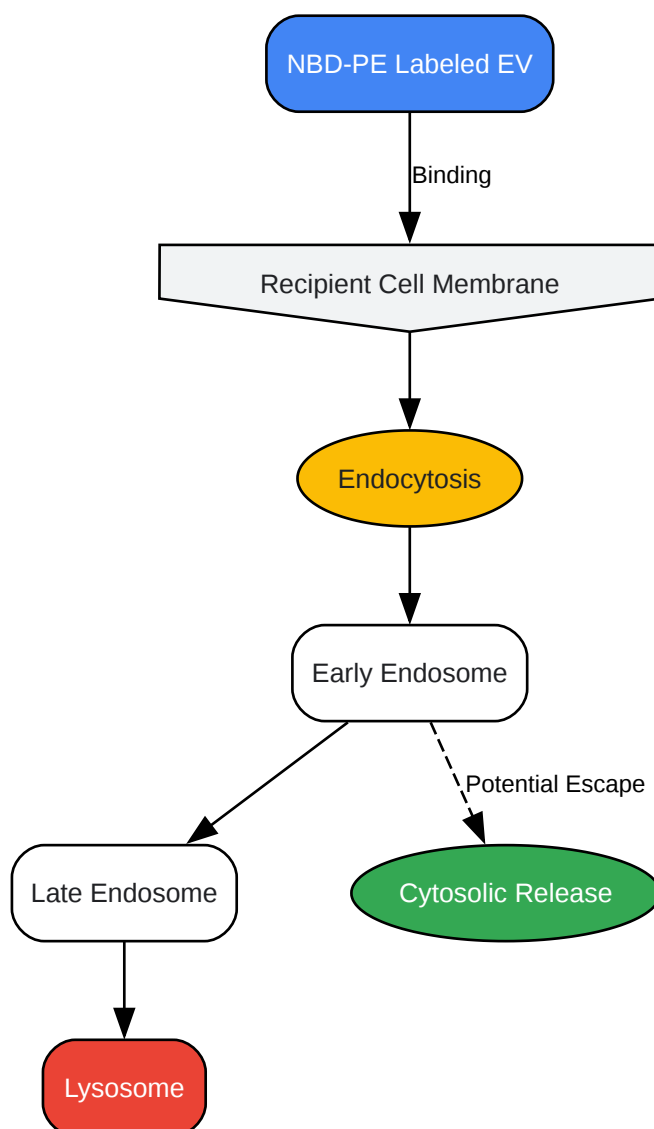 NBD-PE Labeled EV
Binding
Recipient Cell Membrane
Endocytosis
Early Endosome
Potential Escape
Late Endosome
Cytosolic Release
Lysosome